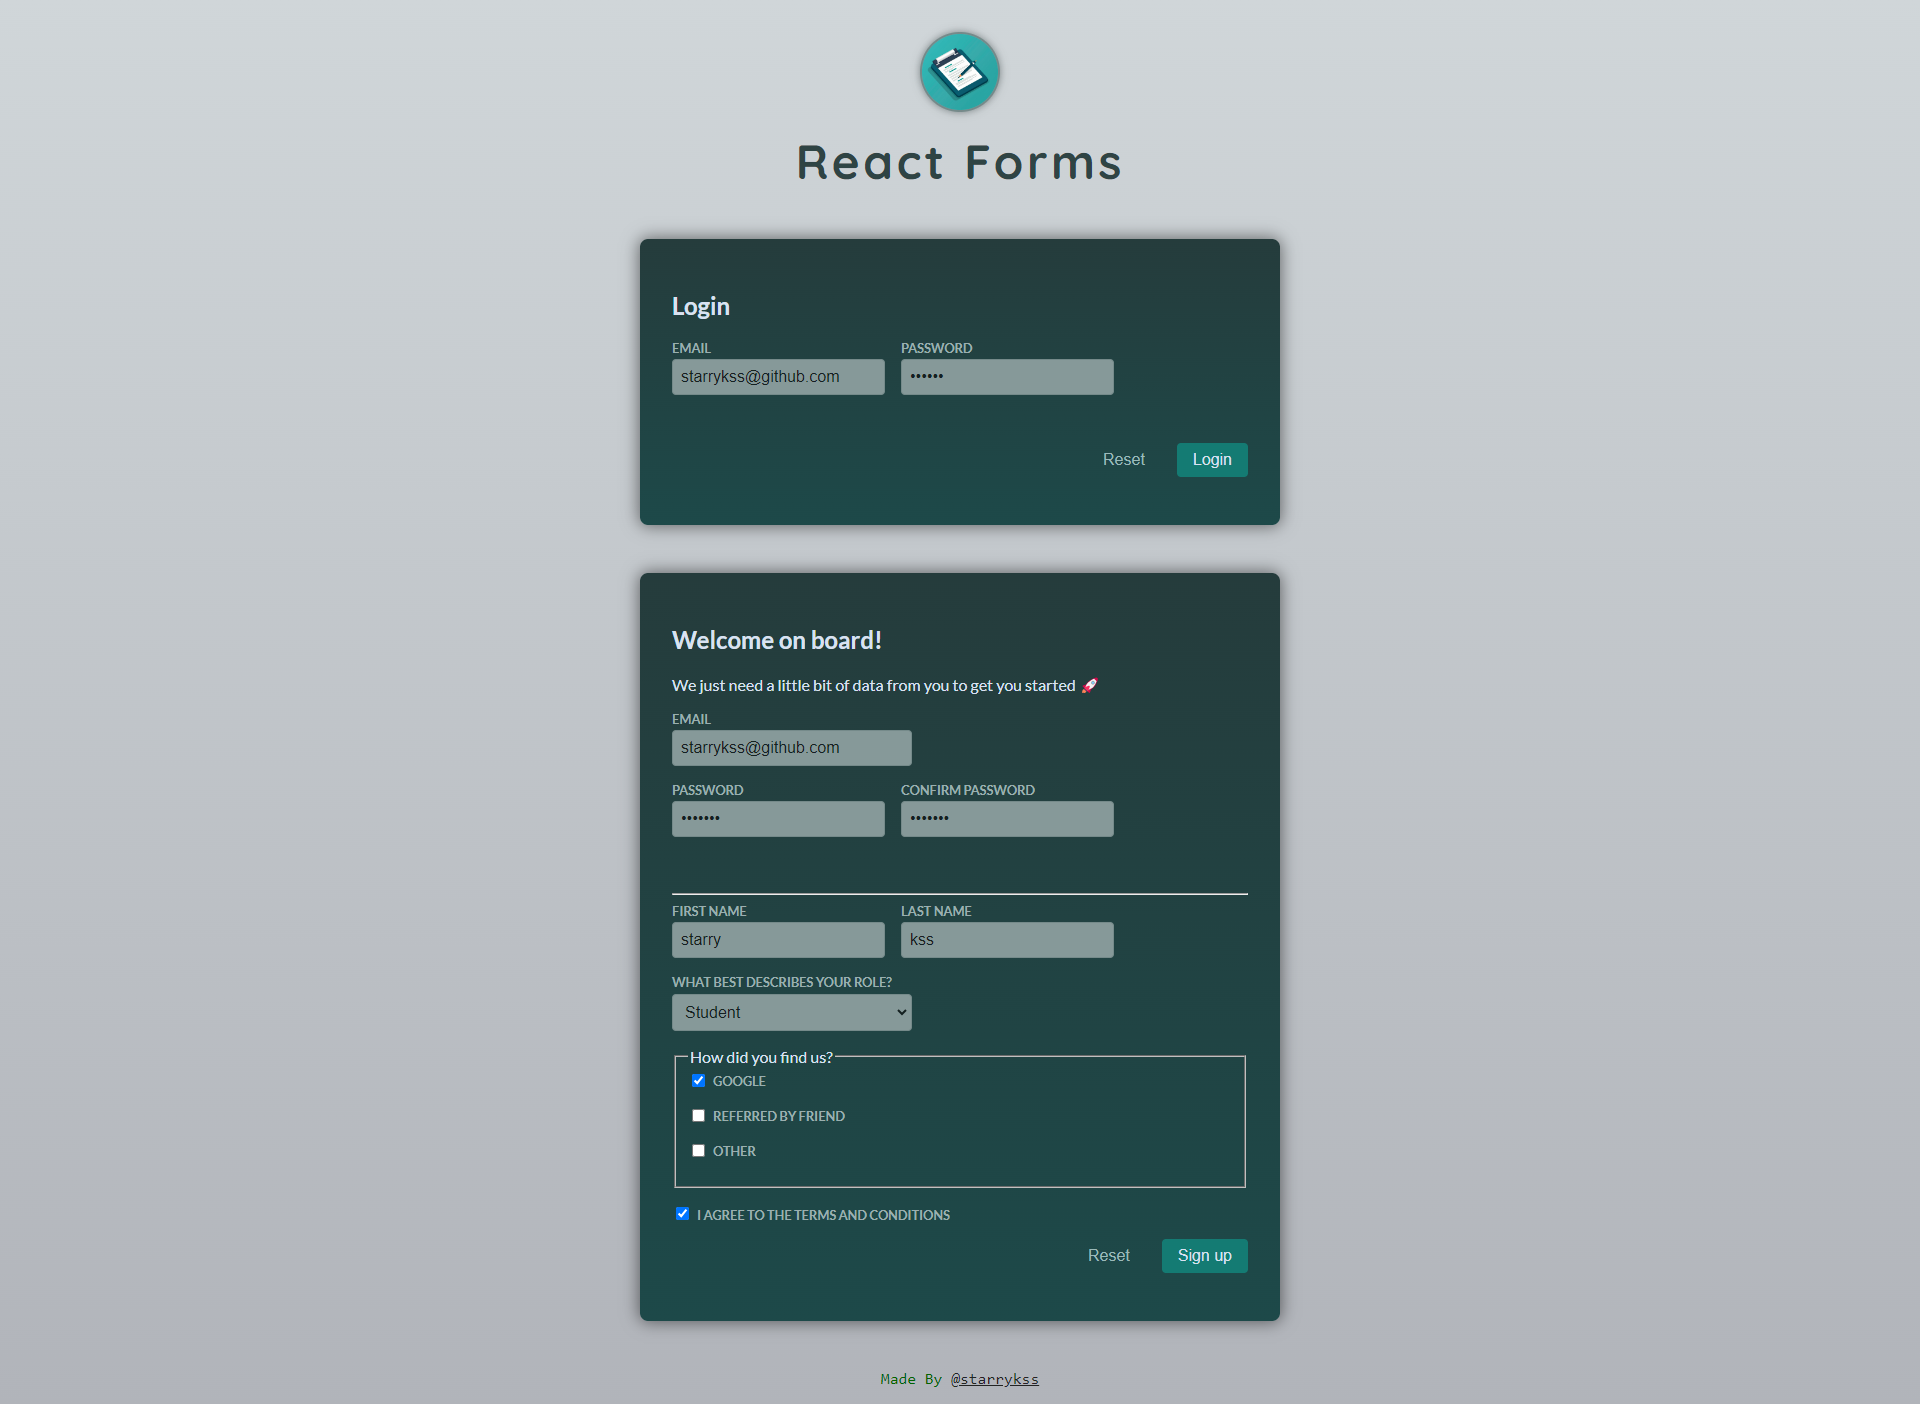 React Forms
Login
EMAIL PASSWORD
starrykss@github.com ••••••
Reset Login
Welcome on board!
We just need a little bit of data from you to get you started 🚀
EMAIL
starrykss@github.com
PASSWORD CONFIRM PASSWORD
••••••• •••••••
FIRST NAME LAST NAME
starry kss
WHAT BEST DESCRIBES YOUR ROLE?
Student
How did you find us?
GOOGLE
REFERRED BY FRIEND
OTHER
I AGREE TO THE TERMS AND CONDITIONS
Reset Sign up
Made By @starrykss